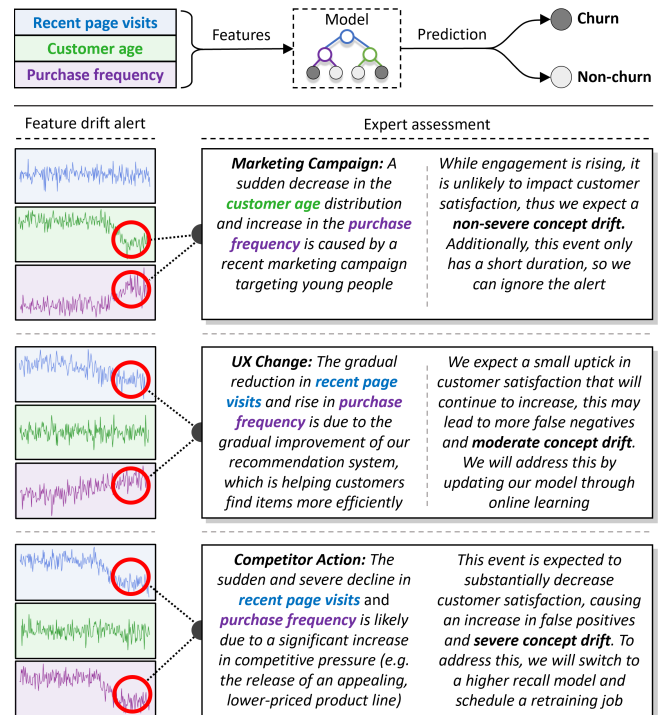 Recent page visits
Customer age
Purchase frequency
Features
Model
Prediction
Churn
Non-churn
Feature drift alert
Expert assessment
Marketing Campaign: A
sudden decrease in the
customer age distribution
and increase in the purchase
frequency is caused by a
recent marketing campaign
targeting young people
While engagement is rising, it
is unlikely to impact customer
satisfaction, thus we expect a
non-severe concept drift.
Additionally, this event only
has a short duration, so we
can ignore the alert
UX Change: The gradual
reduction in recent page
visits and rise in purchase
frequency is due to the
gradual improvement of our
recommendation system,
which is helping customers
find items more efficiently
We expect a small uptick in
customer satisfaction that will
continue to increase, this may
lead to more false negatives
and moderate concept drift.
We will address this by
updating our model through
online learning
Competitor Action: The
sudden and severe decline in
recent page visits and
purchase frequency is likely
due to a significant increase
in competitive pressure (e.g.
the release of an appealing,
lower-priced product line)
This event is expected to
substantially decrease
customer satisfaction, causing
an increase in false positives
and severe concept drift. To
address this, we will switch to
a higher recall model and
schedule a retraining job